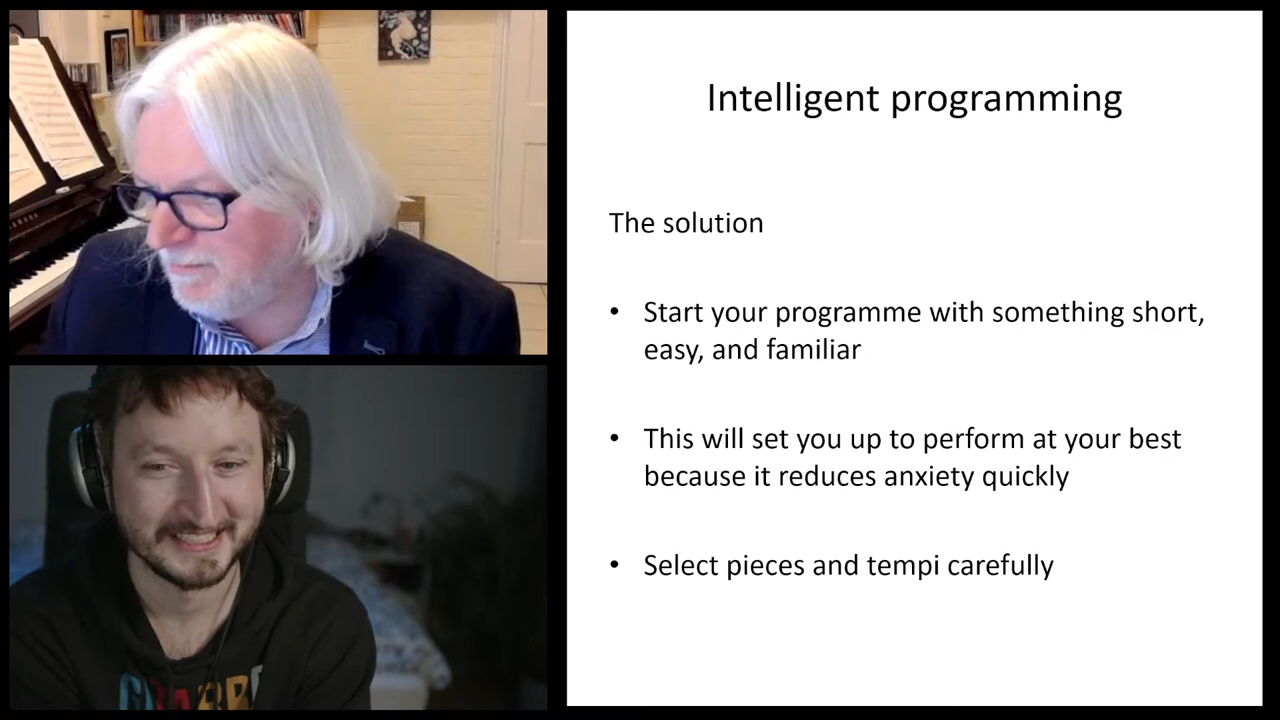 Intelligent programming
The solution
• Start your programme with something short,
easy, and familiar
• This will set you up to perform at your best
because it reduces anxiety quickly
• Select pieces and tempi carefully